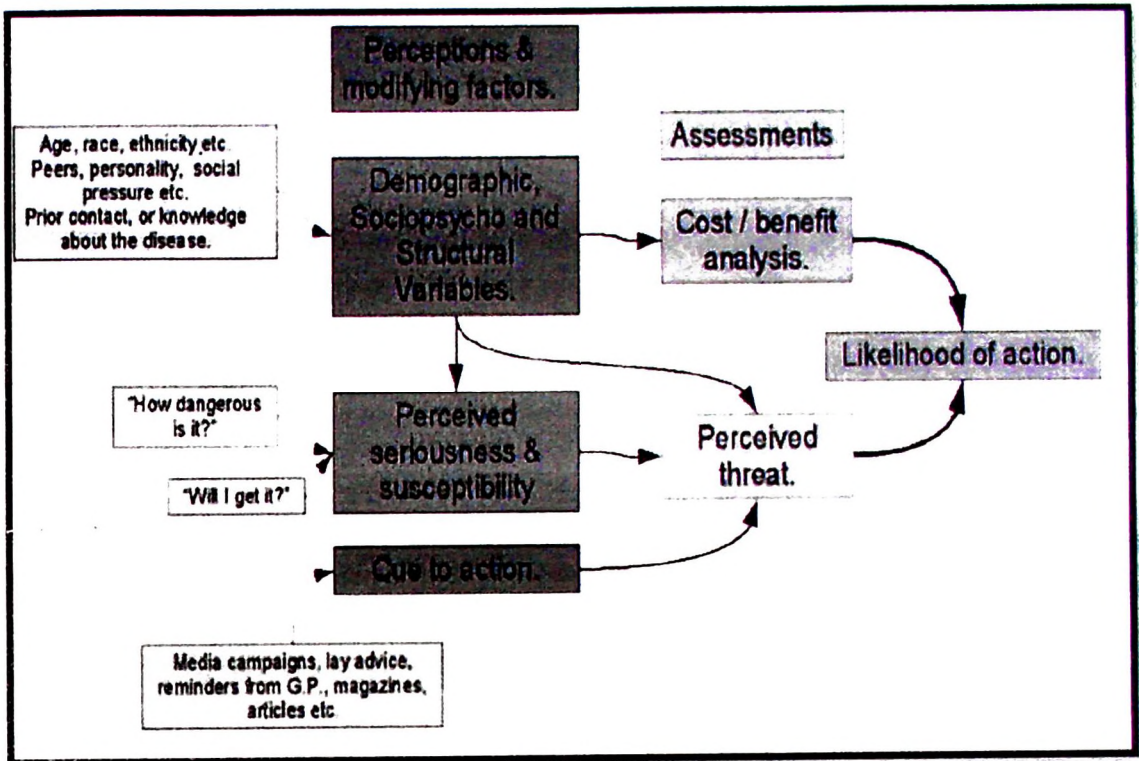 Perceptions &
modifying factors.
Assessments
Age, race, ethnicity,etc
Peers, personality, social
pressure etc.
Prior contact, or knowledge
about the disease.
Demographic,
Sociopsycho and
Structural
Variables.
Cost / benefit
analysis.
Likelihood of action.
"How dangerous
is it?"
"Will I get it?"
Perceived
seriousness &
susceptibility
Perceived
threat.
Cue to action.
Media campaigns, lay advice,
reminders from G.P., magazines,
articles etc